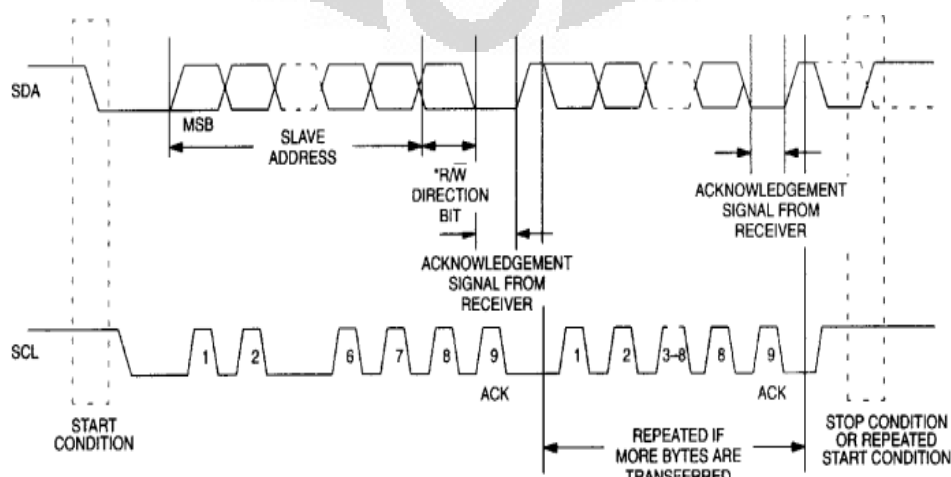 SDA
MSB
SLAVE
ADDRESS
*R/W̅
DIRECTION
BIT
ACKNOWLEDGEMENT
SIGNAL FROM
RECEIVER
ACKNOWLEDGEMENT
SIGNAL FROM
RECEIVER
SCL
1 2 6 7 8 9 1 2 3–8 8 9
ACK ACK
START
CONDITION
REPEATED IF
MORE BYTES ARE
TRANSFERRED
STOP CONDITION
OR REPEATED
START CONDITION